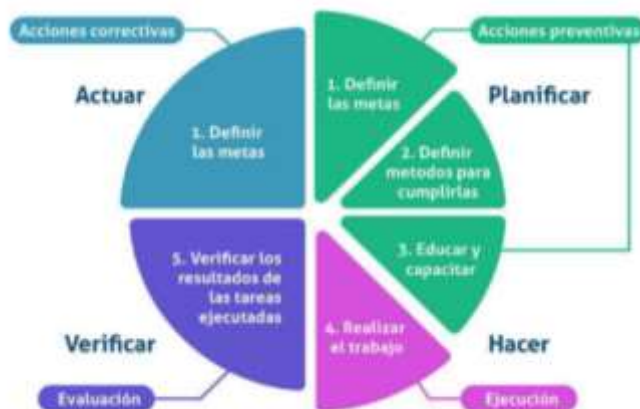 Acciones correctivas
Acciones preventivas
Actuar
Planificar
1. Definir
las metas
1. Definir
las metas
2. Definir
metodos para
cumplirlas
3. Educar y
capacitar
4. Realizar
el trabajo
5. Verificar los
resultados de
las tareas
ejecutadas
Verificar
Hacer
Evaluación
Ejecución